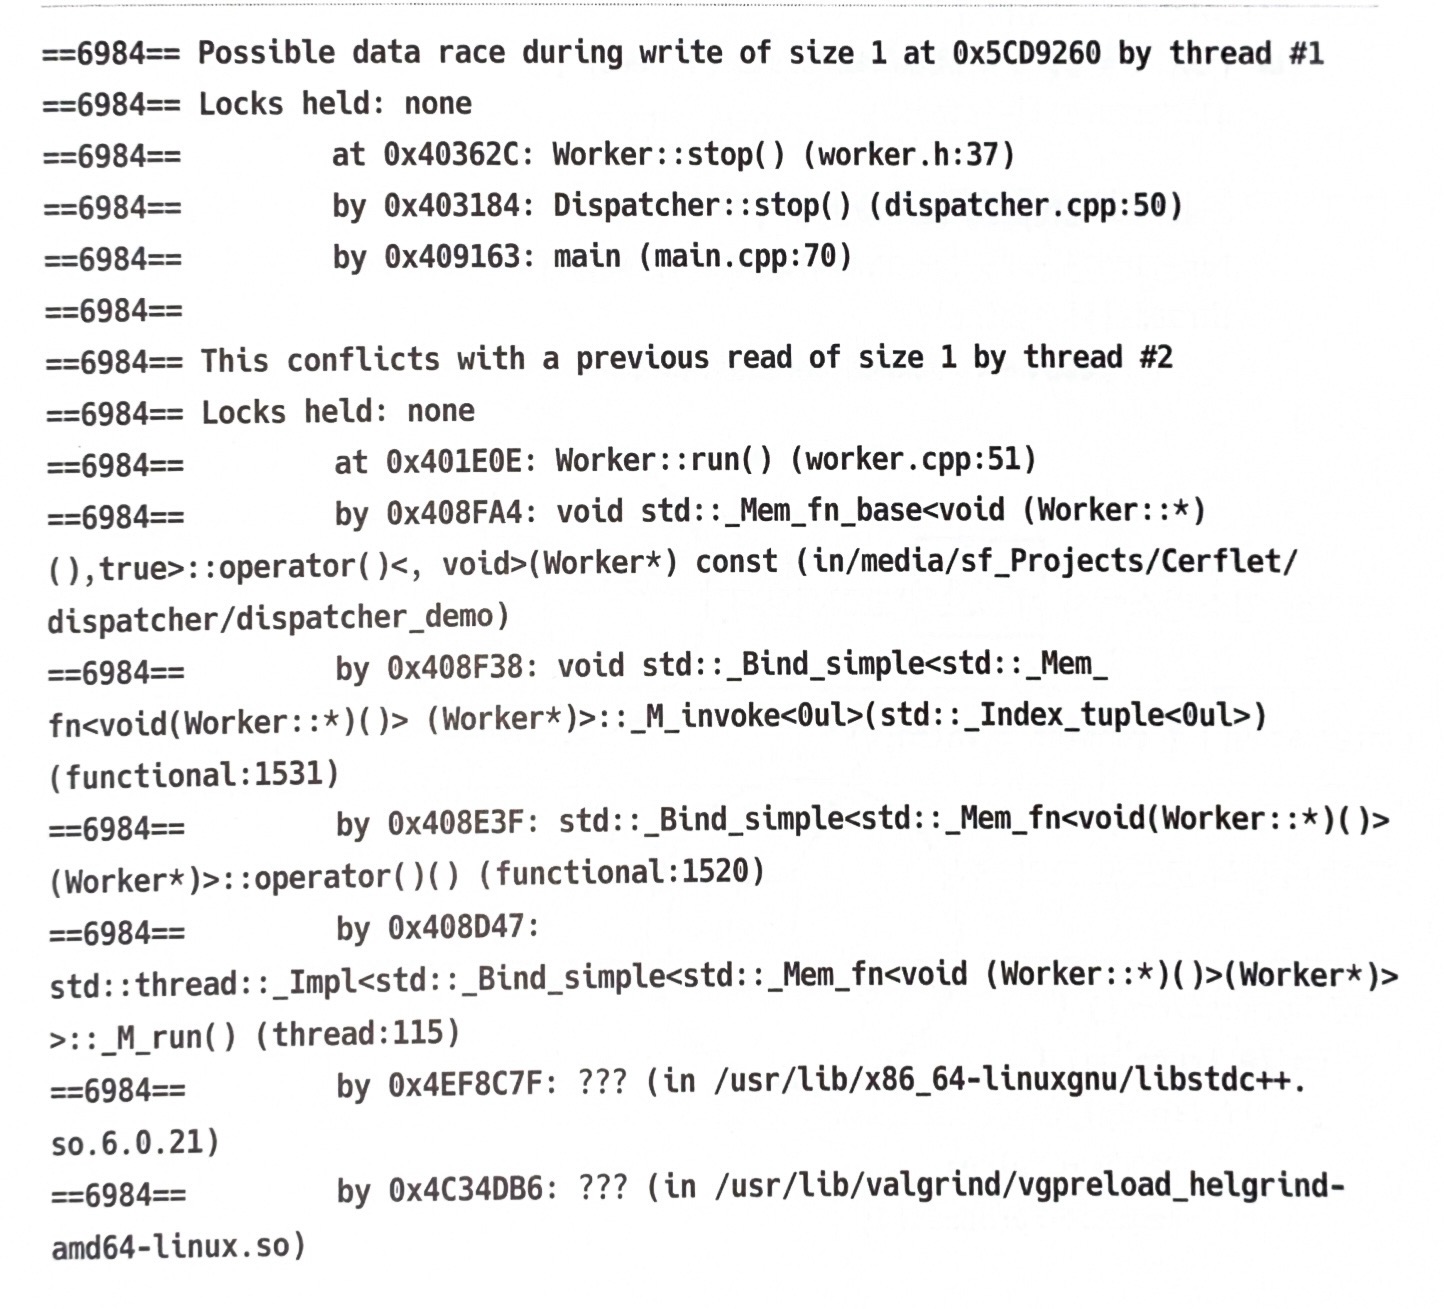 ==6984== Possible data race during write of size 1 at 0x5CD9260 by thread #1
==6984== Locks held: none
==6984== at 0x40362C: Worker::stop() (worker.h:37)
==6984== by 0x403184: Dispatcher::stop() (dispatcher.cpp:50)
==6984== by 0x409163: main (main.cpp:70)
==6984==
==6984== This conflicts with a previous read of size 1 by thread #2
==6984== Locks held: none
==6984== at 0x401E0E: Worker::run() (worker.cpp:51)
==6984== by 0x408FA4: void std::_Mem_fn_base<void (Worker::*)
(),true>::operator()<, void>(Worker*) const (in/media/sf_Projects/Cerflet/
dispatcher/dispatcher_demo)
==6984== by 0x408F38: void std::_Bind_simple<std::_Mem_
fn<void(Worker::*)()> (Worker*)>::_M_invoke<0ul>(std::_Index_tuple<0ul>)
(functional:1531)
==6984== by 0x408E3F: std::_Bind_simple<std::_Mem_fn<void(Worker::*)()>
(Worker*)>::operator()() (functional:1520)
==6984== by 0x408D47:
std::thread::_Impl<std::_Bind_simple<std::_Mem_fn<void (Worker::*)()>(Worker*)>
>::_M_run() (thread:115)
==6984== by 0x4EF8C7F: ??? (in /usr/lib/x86_64-linuxgnu/libstdc++.
so.6.0.21)
==6984== by 0x4C34DB6: ??? (in /usr/lib/valgrind/vgpreload_helgrind-
amd64-linux.so)